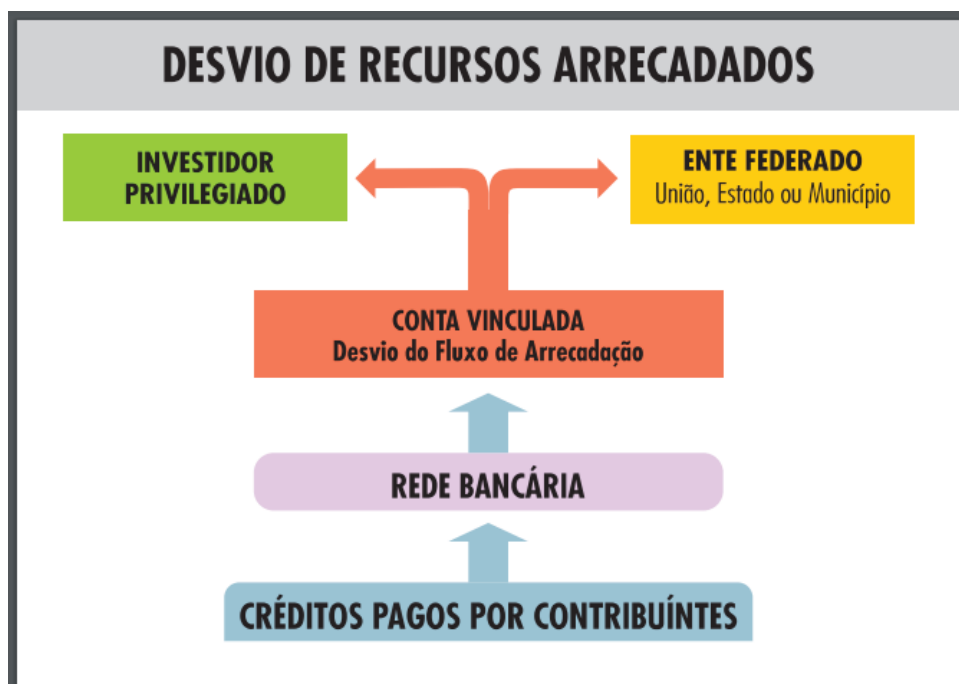 DESVIO DE RECURSOS ARRECADADOS
INVESTIDOR
PRIVILEGIADO
ENTE FEDERADO
União, Estado ou Município
CONTA VINCULADA
Desvio do Fluxo de Arrecadação
REDE BANCÁRIA
CRÉDITOS PAGOS POR CONTRIBUÍNTES